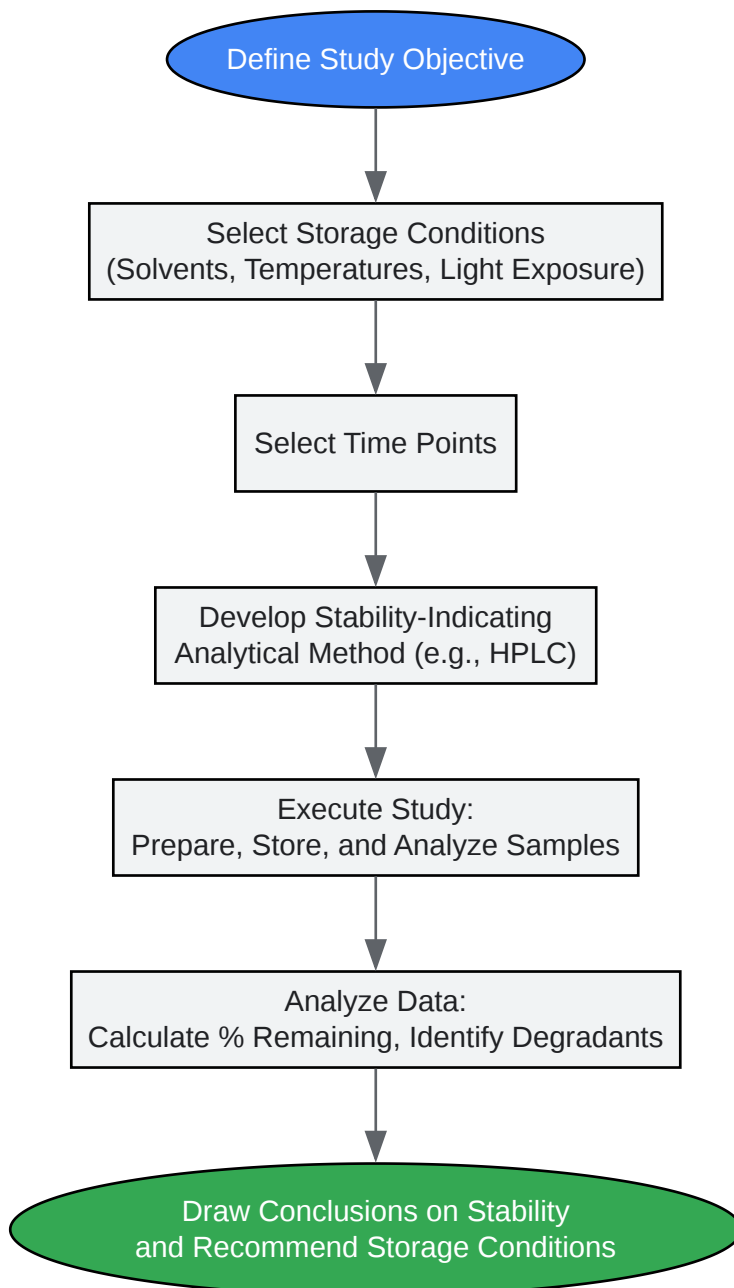 Define Study Objective
Select Storage Conditions
(Solvents, Temperatures, Light Exposure)
Select Time Points
Develop Stability-Indicating
Analytical Method (e.g., HPLC)
Execute Study:
Prepare, Store, and Analyze Samples
Analyze Data:
Calculate % Remaining, Identify Degradants
Draw Conclusions on Stability
and Recommend Storage Conditions